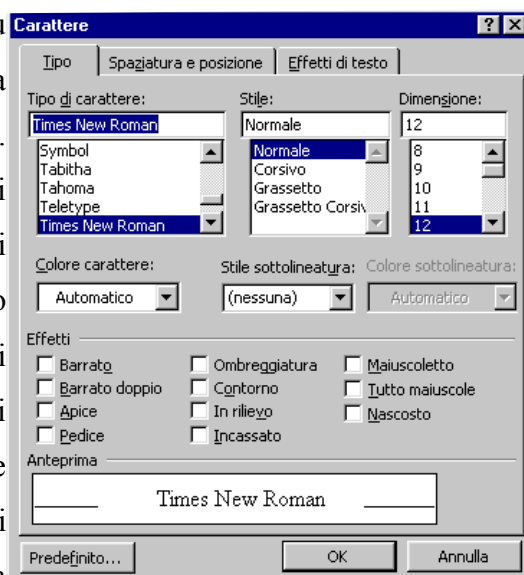 Carattere
Tipo Spaziatura e posizione Effetti di testo
Tipo di carattere: Stile: Dimensione:
Times New Roman Normale 12
Symbol Normale 8
Tabitha Corsivo 9
Tahoma Grassetto 10
Teletype Grassetto Corsiv 11
Times New Roman 12
Colore carattere: Stile sottolineatura: Colore sottolineatura:
Automatico (nessuna) Automatico
Effetti
Barrato Ombreggiatura Maiuscoletto
Barrato doppio Contorno Tutto maiuscole
Apice In rilievo Nascosto
Pedice Incassato
Anteprima
Times New Roman
Predefinito... OK Annulla